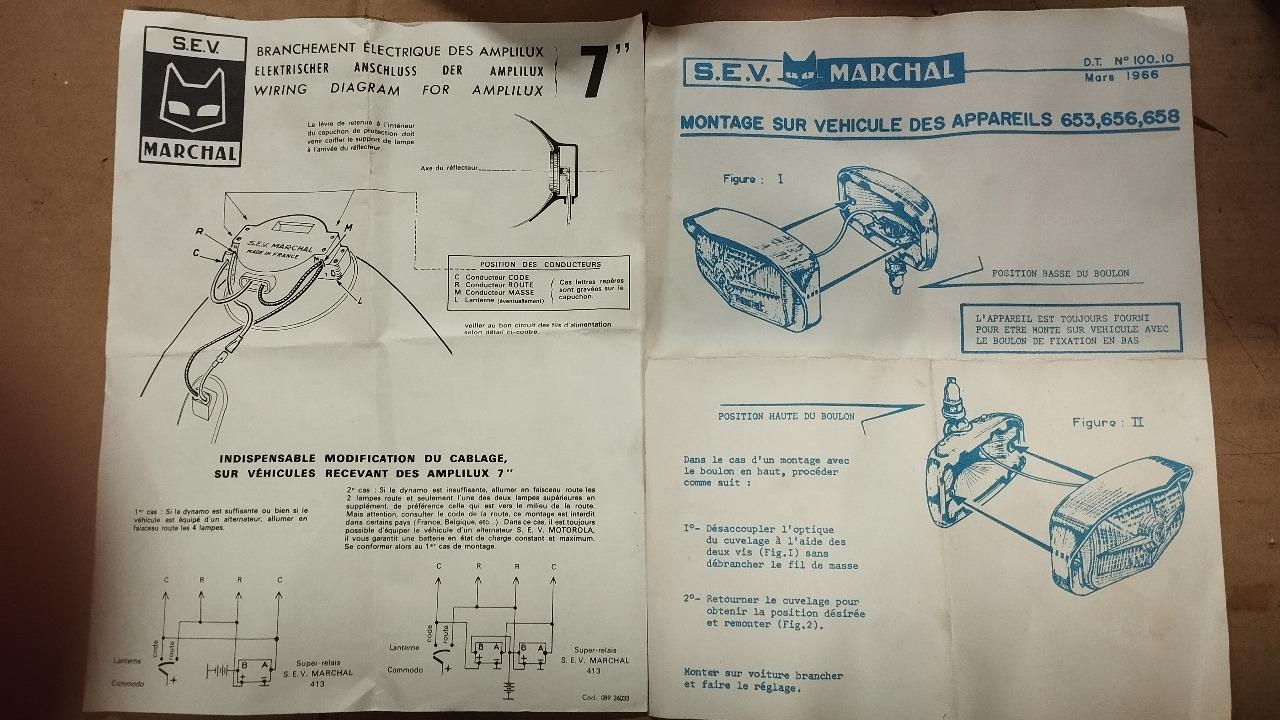 S.E.V.
MARCHAL
BRANCHEMENT ÉLECTRIQUE DES AMPLILUX
ELEKTRISCHER ANSCHLUSS DER AMPLILUX
WIRING DIAGRAM FOR AMPLILUX
7"
La lèvre de retenue à l'intérieur
du capuchon de protection doit
venir coiffer le support de lampe
à l'arrivée du réflecteur.
Axe du réflecteur
R
C
M
S.E.V. MARCHAL
MADE IN FRANCE
M
L
POSITION DES CONDUCTEURS
C Conducteur CODE
R Conducteur ROUTE
M Conducteur MASSE
L Lanterne (éventuellement)
Ces lettres repères
sont gravées sur le
capuchon.
veiller au bon circuit des fils d'alimentation
selon détail ci-contre.
INDISPENSABLE MODIFICATION DU CABLAGE,
SUR VÉHICULES RECEVANT DES AMPLILUX 7"
1er cas : Si la dynamo est suffisante ou bien si le
véhicule est équipé d'un alternateur, allumer en
faisceau route les 4 lampes.
2e cas : Si la dynamo est insuffisante, allumer en faisceau route les
2 lampes route et seulement l'une des deux lampes supérieures en
supplément, de préférence celle qui est vers le milieu de la route.
Mais attention, consulter le code de la route, ce montage est interdit
dans certains pays (France, Belgique, etc...). Dans ce cas, il est toujours
possible d'équiper le véhicule d'un alternateur S. E. V. MOTOROLA,
il vous garantit une batterie en état de charge constant et maximum.
Se conformer alors au 1er cas de montage.
C R R C
code
route
Lanterne
Commodo
+
B A
Super-relais
S.E.V. MARCHAL
413
C R R C
code
route
Lanterne
Commodo
+
B A
B A
Super-relais
S.E.V. MARCHAL
413
Cod. 089 26003
S.E.V. MARCHAL
D.T. N° 100_10
Mars 1966
MONTAGE SUR VEHICULE DES APPAREILS 653,656,658
Figure : I
POSITION BASSE DU BOULON
L'APPAREIL EST TOUJOURS FOURNI
POUR ETRE MONTE SUR VEHICULE AVEC
LE BOULON DE FIXATION EN BAS
POSITION HAUTE DU BOULON
Figure : II
Dans le cas d'un montage avec
le boulon en haut, procéder
comme suit :
I°- Désaccoupler l'optique
du cuvelage à l'aide des
deux vis (Fig.I) sans
débrancher le fil de masse
2°- Retourner le cuvelage pour
obtenir la position désirée
et remonter (Fig.2).
Monter sur voiture brancher
et faire le réglage.